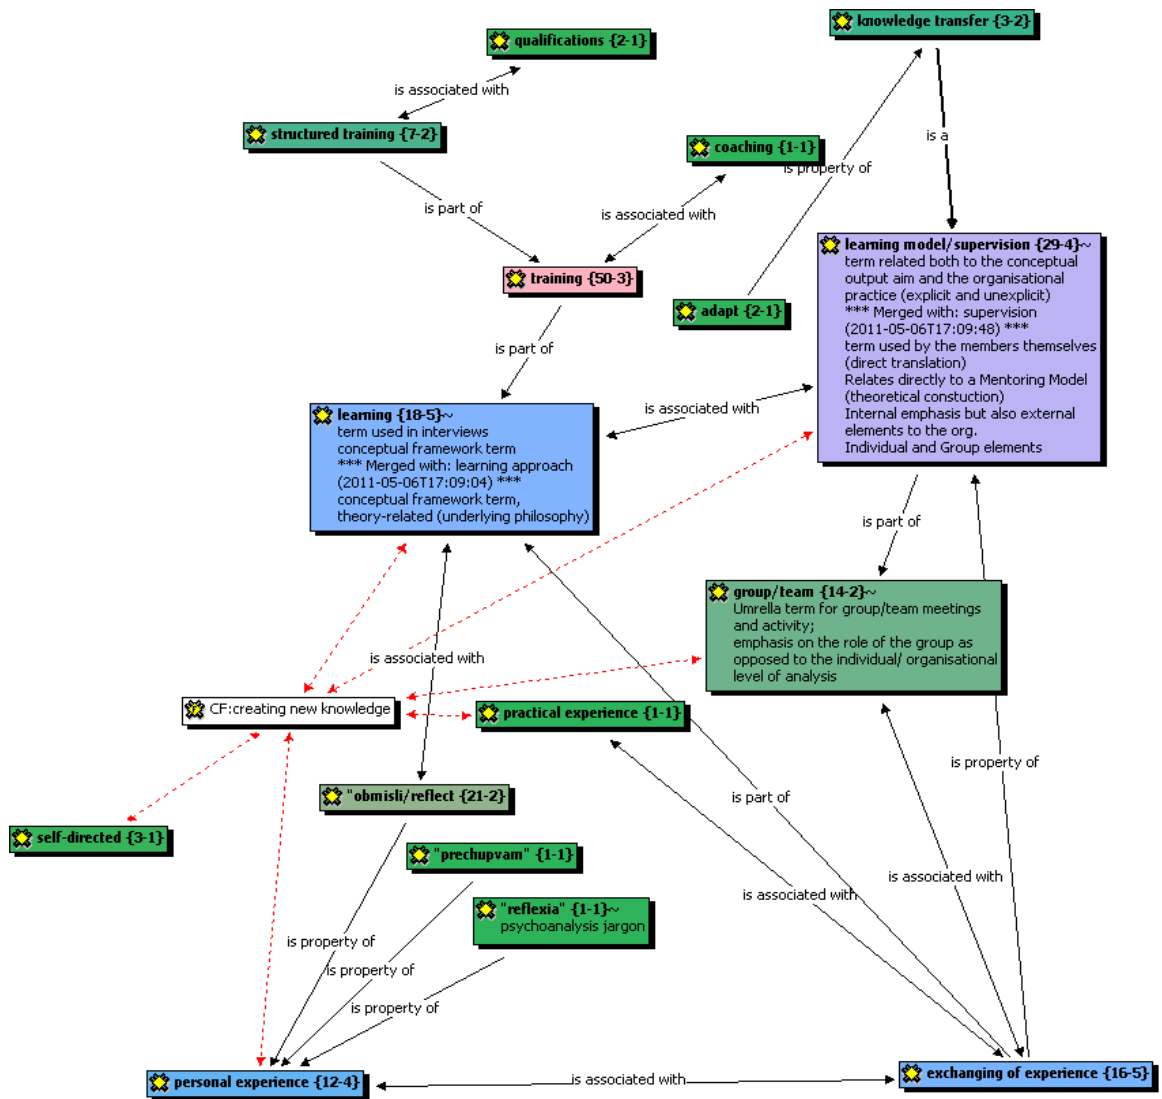 knowledge transfer {3-2}
qualifications {2-1}
is associated with
structured training {7-2}
coaching {1-1}
is a
is property of
is part of
is associated with
learning model/supervision {29-4}~
term related both to the conceptual
output aim and the organisational
practice (explicit and unexplicit)
*** Merged with: supervision
(2011-05-06T17:09:48) ***
term used by the members themselves
(direct translation)
Relates directly to a Mentoring Model
(theoretical constuction)
Internal emphasis but also external
elements to the org.
Individual and Group elements
training {50-3}
adapt {2-1}
is part of
is associated with
learning {18-5}~
term used in interviews
conceptual framework term
*** Merged with: learning approach
(2011-05-06T17:09:04) ***
conceptual framework term,
theory-related (underlying philosophy)
is part of
group/team {14-2}~
Umrella term for group/team meetings
and activity;
emphasis on the role of the group as
opposed to the individual/ organisational
level of analysis
is associated with
CF:creating new knowledge
practical experience {1-1}
is property of
"obmisli/reflect {21-2}
is part of
self-directed {3-1}
"prechupvam" {1-1}
is associated with
is associated with
"reflexia" {1-1}~
psychoanalysis jargon
is property of
is property of
is property of
personal experience {12-4}
is associated with
exchanging of experience {16-5}